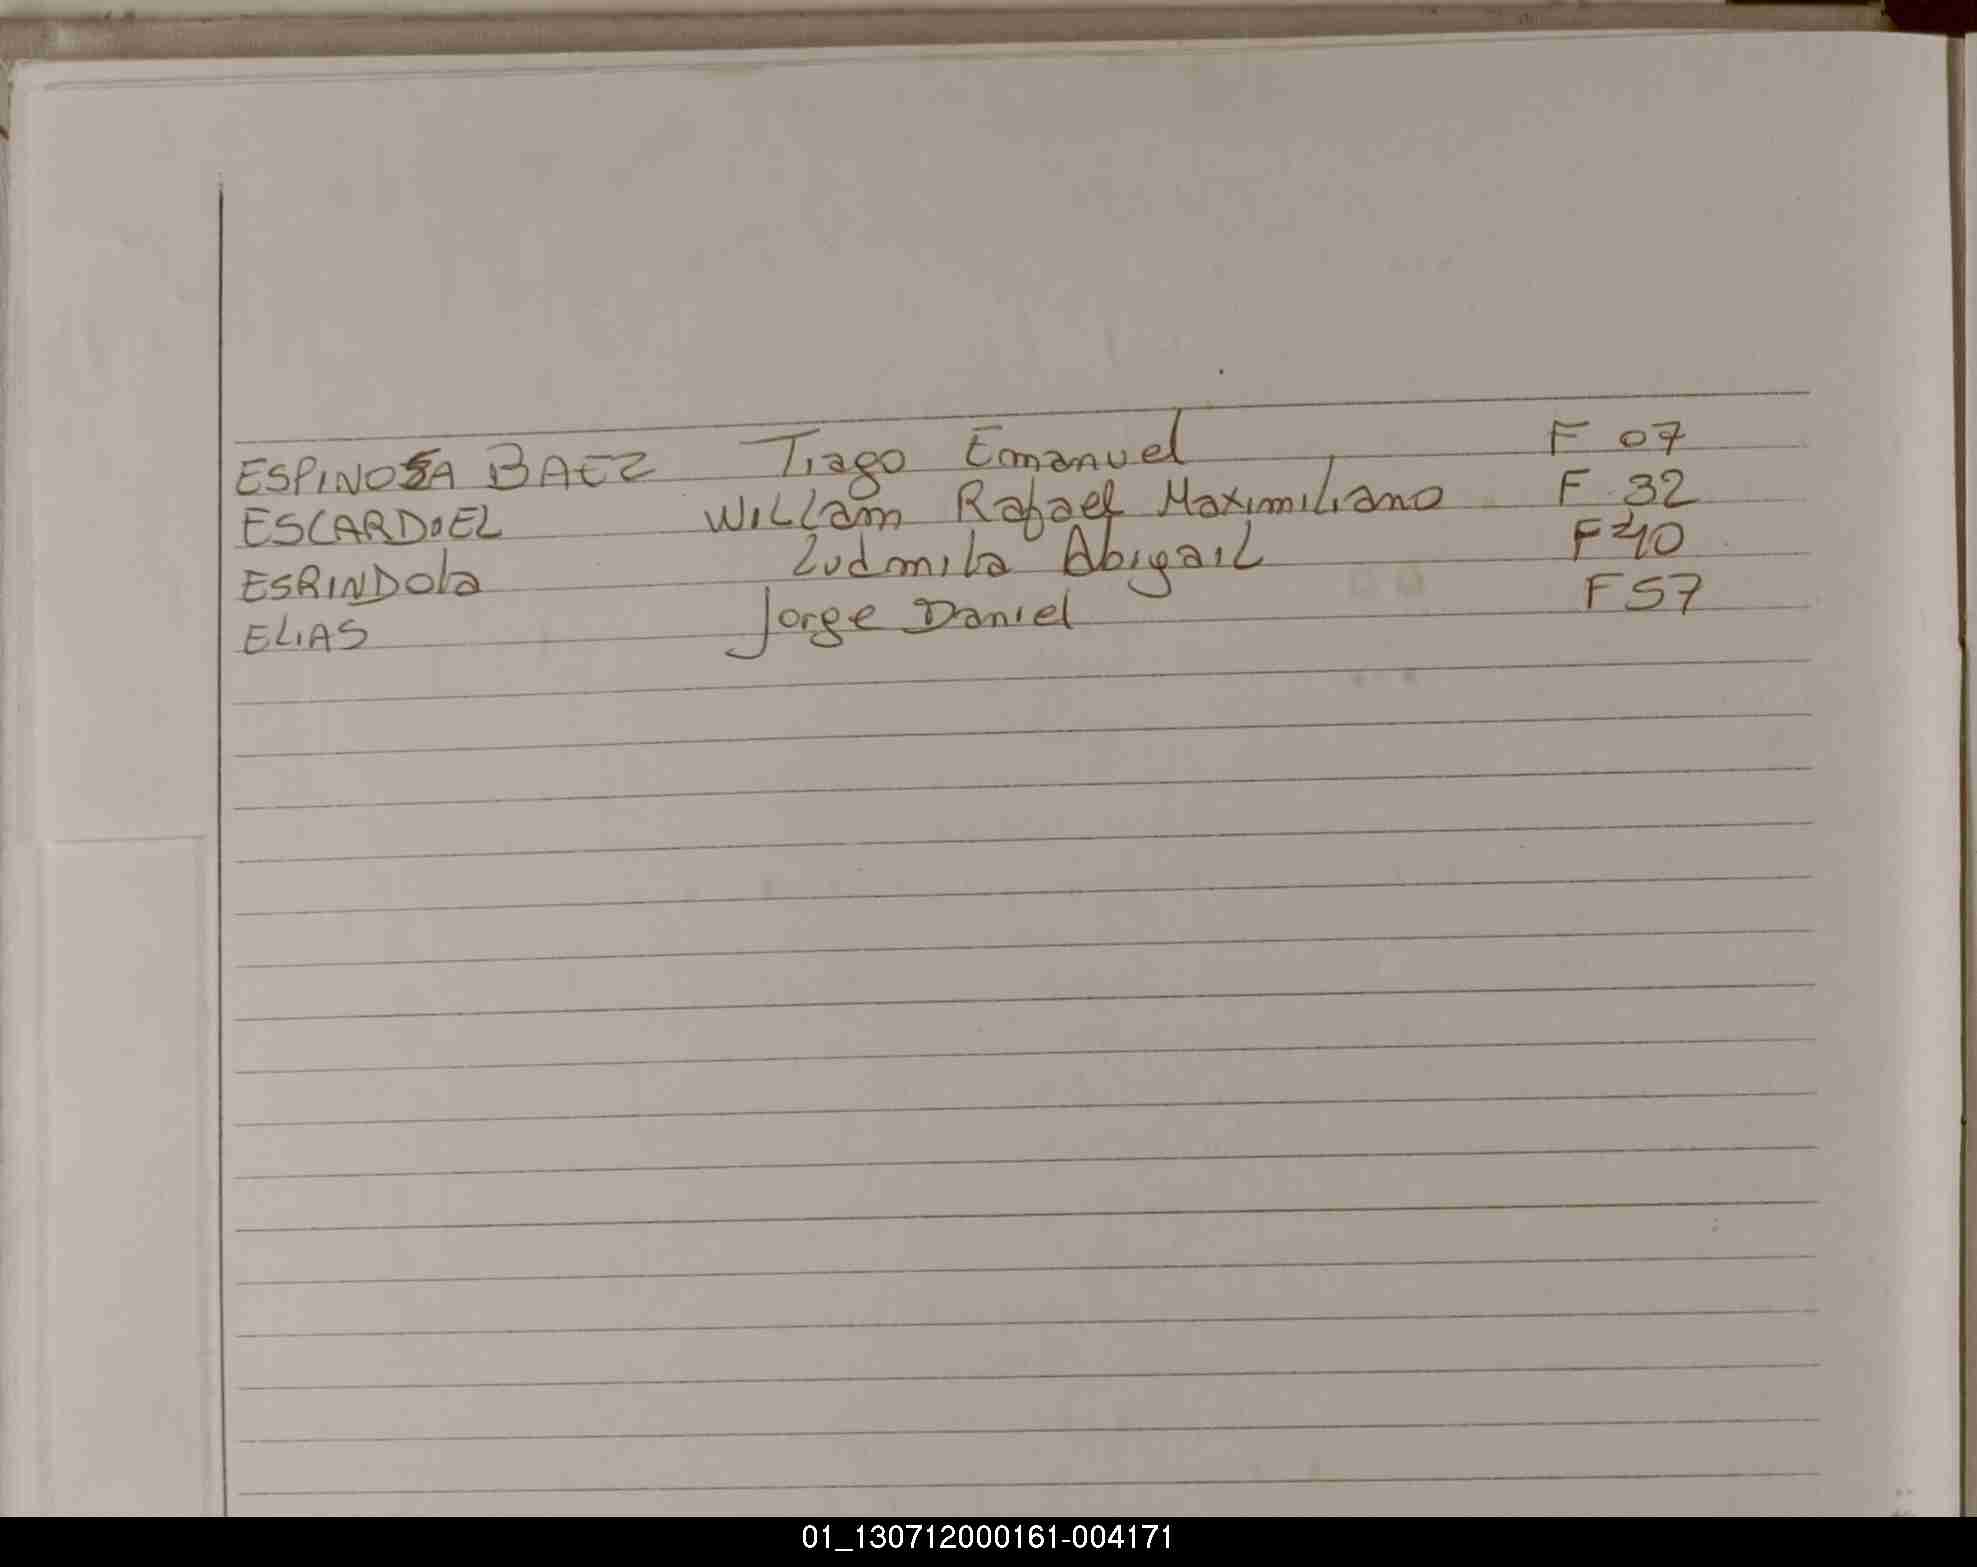 ESPINOSA BAEZ Tiago Emanuel F 07
ESCARDIEL William Rafael Maximiliano F 32
ESRINDOla Ludmila Abigail F 40
ELIAS Jorge Daniel F 57
01_130712000161-004171